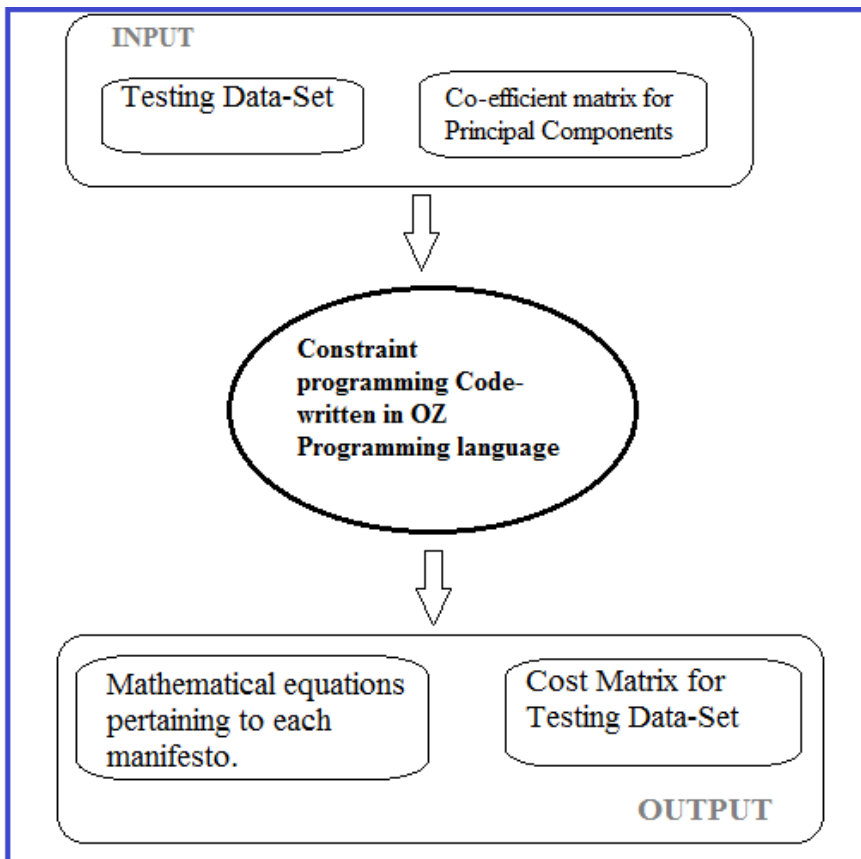 INPUT
Testing Data-Set
Co-efficient matrix for
Principal Components
Constraint
programming Code-
written in OZ
Programming language
Mathematical equations
pertaining to each
manifesto.
Cost Matrix for
Testing Data-Set
OUTPUT